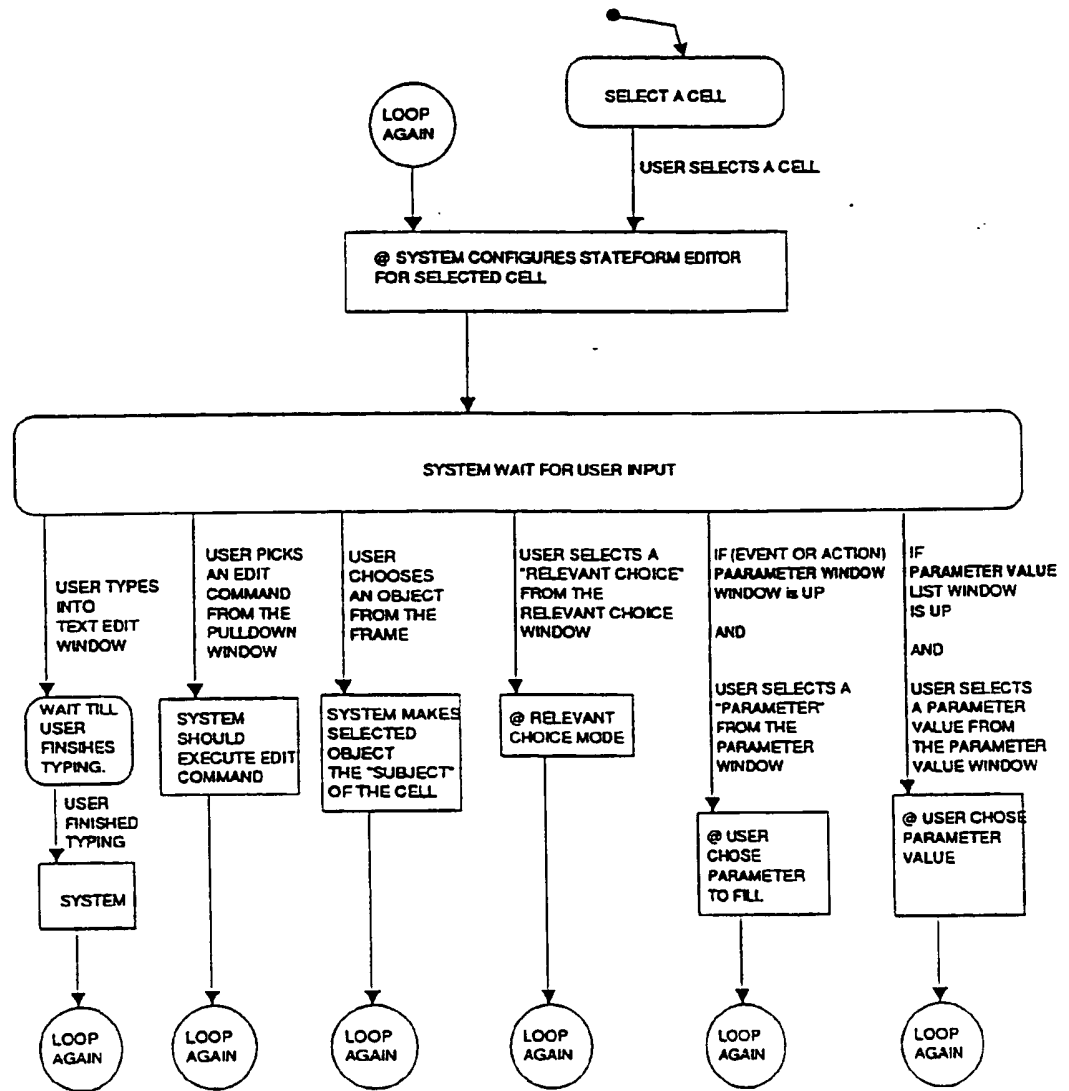 SELECT A CELL
LOOP
AGAIN
USER SELECTS A CELL
@ SYSTEM CONFIGURES STATEFORM EDITOR
FOR SELECTED CELL
SYSTEM WAIT FOR USER INPUT
USER TYPES
INTO
TEXT EDIT
WINDOW
USER PICKS
AN EDIT
COMMAND
FROM THE
PULLDOWN
WINDOW
USER
CHOOSES
AN OBJECT
FROM THE
FRAME
USER SELECTS A
"RELEVANT CHOICE"
FROM THE
RELEVANT CHOICE
WINDOW
IF (EVENT OR ACTION)
PAARAMETER WINDOW
WINDOW is UP
AND
USER SELECTS A
"PARAMETER"
FROM THE
PARAMETER
WINDOW
IF
PARAMETER VALUE
LIST WINDOW
IS UP
AND
USER SELECTS
A PARAMETER
VALUE FROM
THE PARAMETER
VALUE WINDOW
WAIT TILL
USER
FINSIHES
TYPING.
SYSTEM
SHOULD
EXECUTE EDIT
COMMAND
SYSTEM MAKES
SELECTED
OBJECT
THE "SUBJECT"
OF THE CELL
@ RELEVANT
CHOICE MODE
USER
FINISHED
TYPING
@ USER
CHOSE
PARAMETER
TO FILL
@ USER CHOSE
PARAMETER
VALUE
SYSTEM
LOOP
AGAIN
LOOP
AGAIN
LOOP
AGAIN
LOOP
AGAIN
LOOP
AGAIN
LOOP
AGAIN